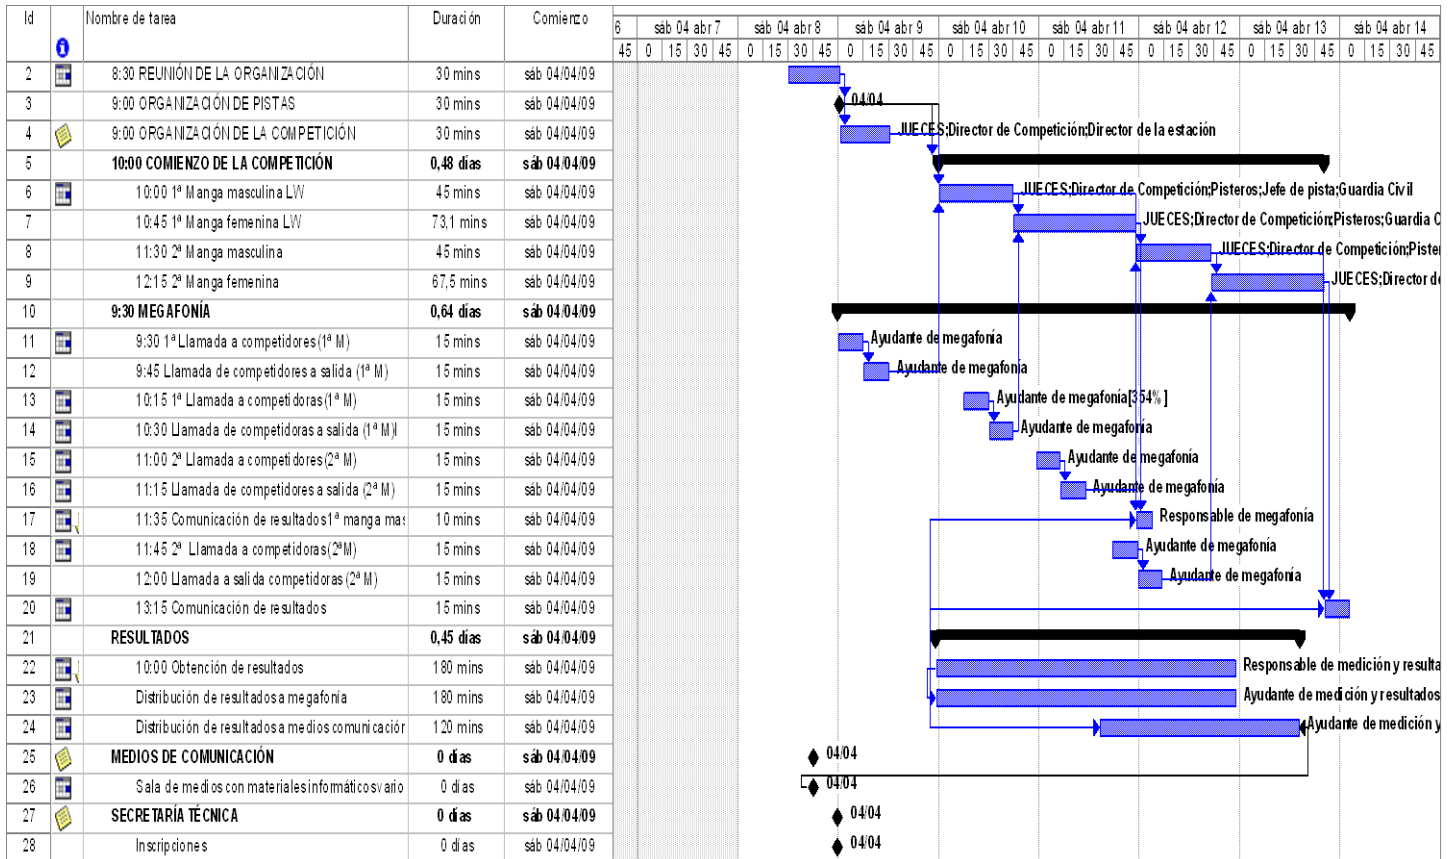 Id Nombre de tarea Duración Comienzo 6 sáb 04 abr 7 sáb 04 abr 8 sáb 04 abr 9 sáb 04 abr 10 sáb 04 abr 11 sáb 04 abr 12 sáb 04 abr 13 sáb 04 abr 14
45 0 15 30 45 0 15 30 45 0 15 30 45 0 15 30 45 0 15 30 45 0 15 30 45 0 15 30 45 0 15 30 45
2 8:30 REUNIÓN DE LA ORGANIZACIÓN 30 mins sáb 04/04/09
3 9:00 ORGANIZACIÓN DE PISTAS 30 mins sáb 04/04/09 04/04
4 9:00 ORGANIZACIÓN DE LA COMPETICIÓN 30 mins sáb 04/04/09 JUECES;Director de Competición;Director de la estación
5 10:00 COMIENZO DE LA COMPETICIÓN 0,48 días sáb 04/04/09
6 10:00 1ª Manga masculina LW 45 mins sáb 04/04/09 JUECES;Director de Competición;Pisteros;Jefe de pista;Guardia Civil
7 10:45 1ª Manga femenina LW 73,1 mins sáb 04/04/09 JUECES;Director de Competición;Pisteros;Guardia C
8 11:30 2ª Manga masculina 45 mins sáb 04/04/09 JUECES;Director de Competición;Pister
9 12:15 2ª Manga femenina 67,5 mins sáb 04/04/09 JUECES;Director de
10 9:30 MEGAFONÍA 0,64 días sáb 04/04/09
11 9:30 1ª Llamada a competidores (1ª M) 15 mins sáb 04/04/09 Ayudante de megafonía
12 9:45 Llamada de competidores a salida (1ª M) 15 mins sáb 04/04/09 Ayudante de megafonía
13 10:15 1ª Llamada a competidoras (1ª M) 15 mins sáb 04/04/09 Ayudante de megafonía[354%]
14 10:30 Llamada de competidoras a salida (1ª M) 15 mins sáb 04/04/09 Ayudante de megafonía
15 11:00 2ª Llamada a competidores (2ª M) 15 mins sáb 04/04/09 Ayudante de megafonía
16 11:15 Llamada de competidores a salida (2ª M) 15 mins sáb 04/04/09 Ayudante de megafonía
17 11:35 Comunicación de resultados 1ª manga mas 10 mins sáb 04/04/09 Responsable de megafonía
18 11:45 2ª Llamada a competidoras (2ª M) 15 mins sáb 04/04/09 Ayudante de megafonía
19 12:00 Llamada a salida competidoras (2ª M) 15 mins sáb 04/04/09 Ayudante de megafonía
20 13:15 Comunicación de resultados 15 mins sáb 04/04/09
21 RESULTADOS 0,45 días sáb 04/04/09
22 10:00 Obtención de resultados 180 mins sáb 04/04/09 Responsable de medición y resulta
23 Distribución de resultados a megafonía 180 mins sáb 04/04/09 Ayudante de medición y resultados
24 Distribución de resultados a medios comunicación 120 mins sáb 04/04/09 Ayudante de medición y
25 MEDIOS DE COMUNICACIÓN 0 días sáb 04/04/09 04/04
26 Sala de medios con materiales informáticos vario 0 días sáb 04/04/09 04/04
27 SECRETARÍA TÉCNICA 0 días sáb 04/04/09 04/04
28 Inscripciones 0 días sáb 04/04/09 04/04